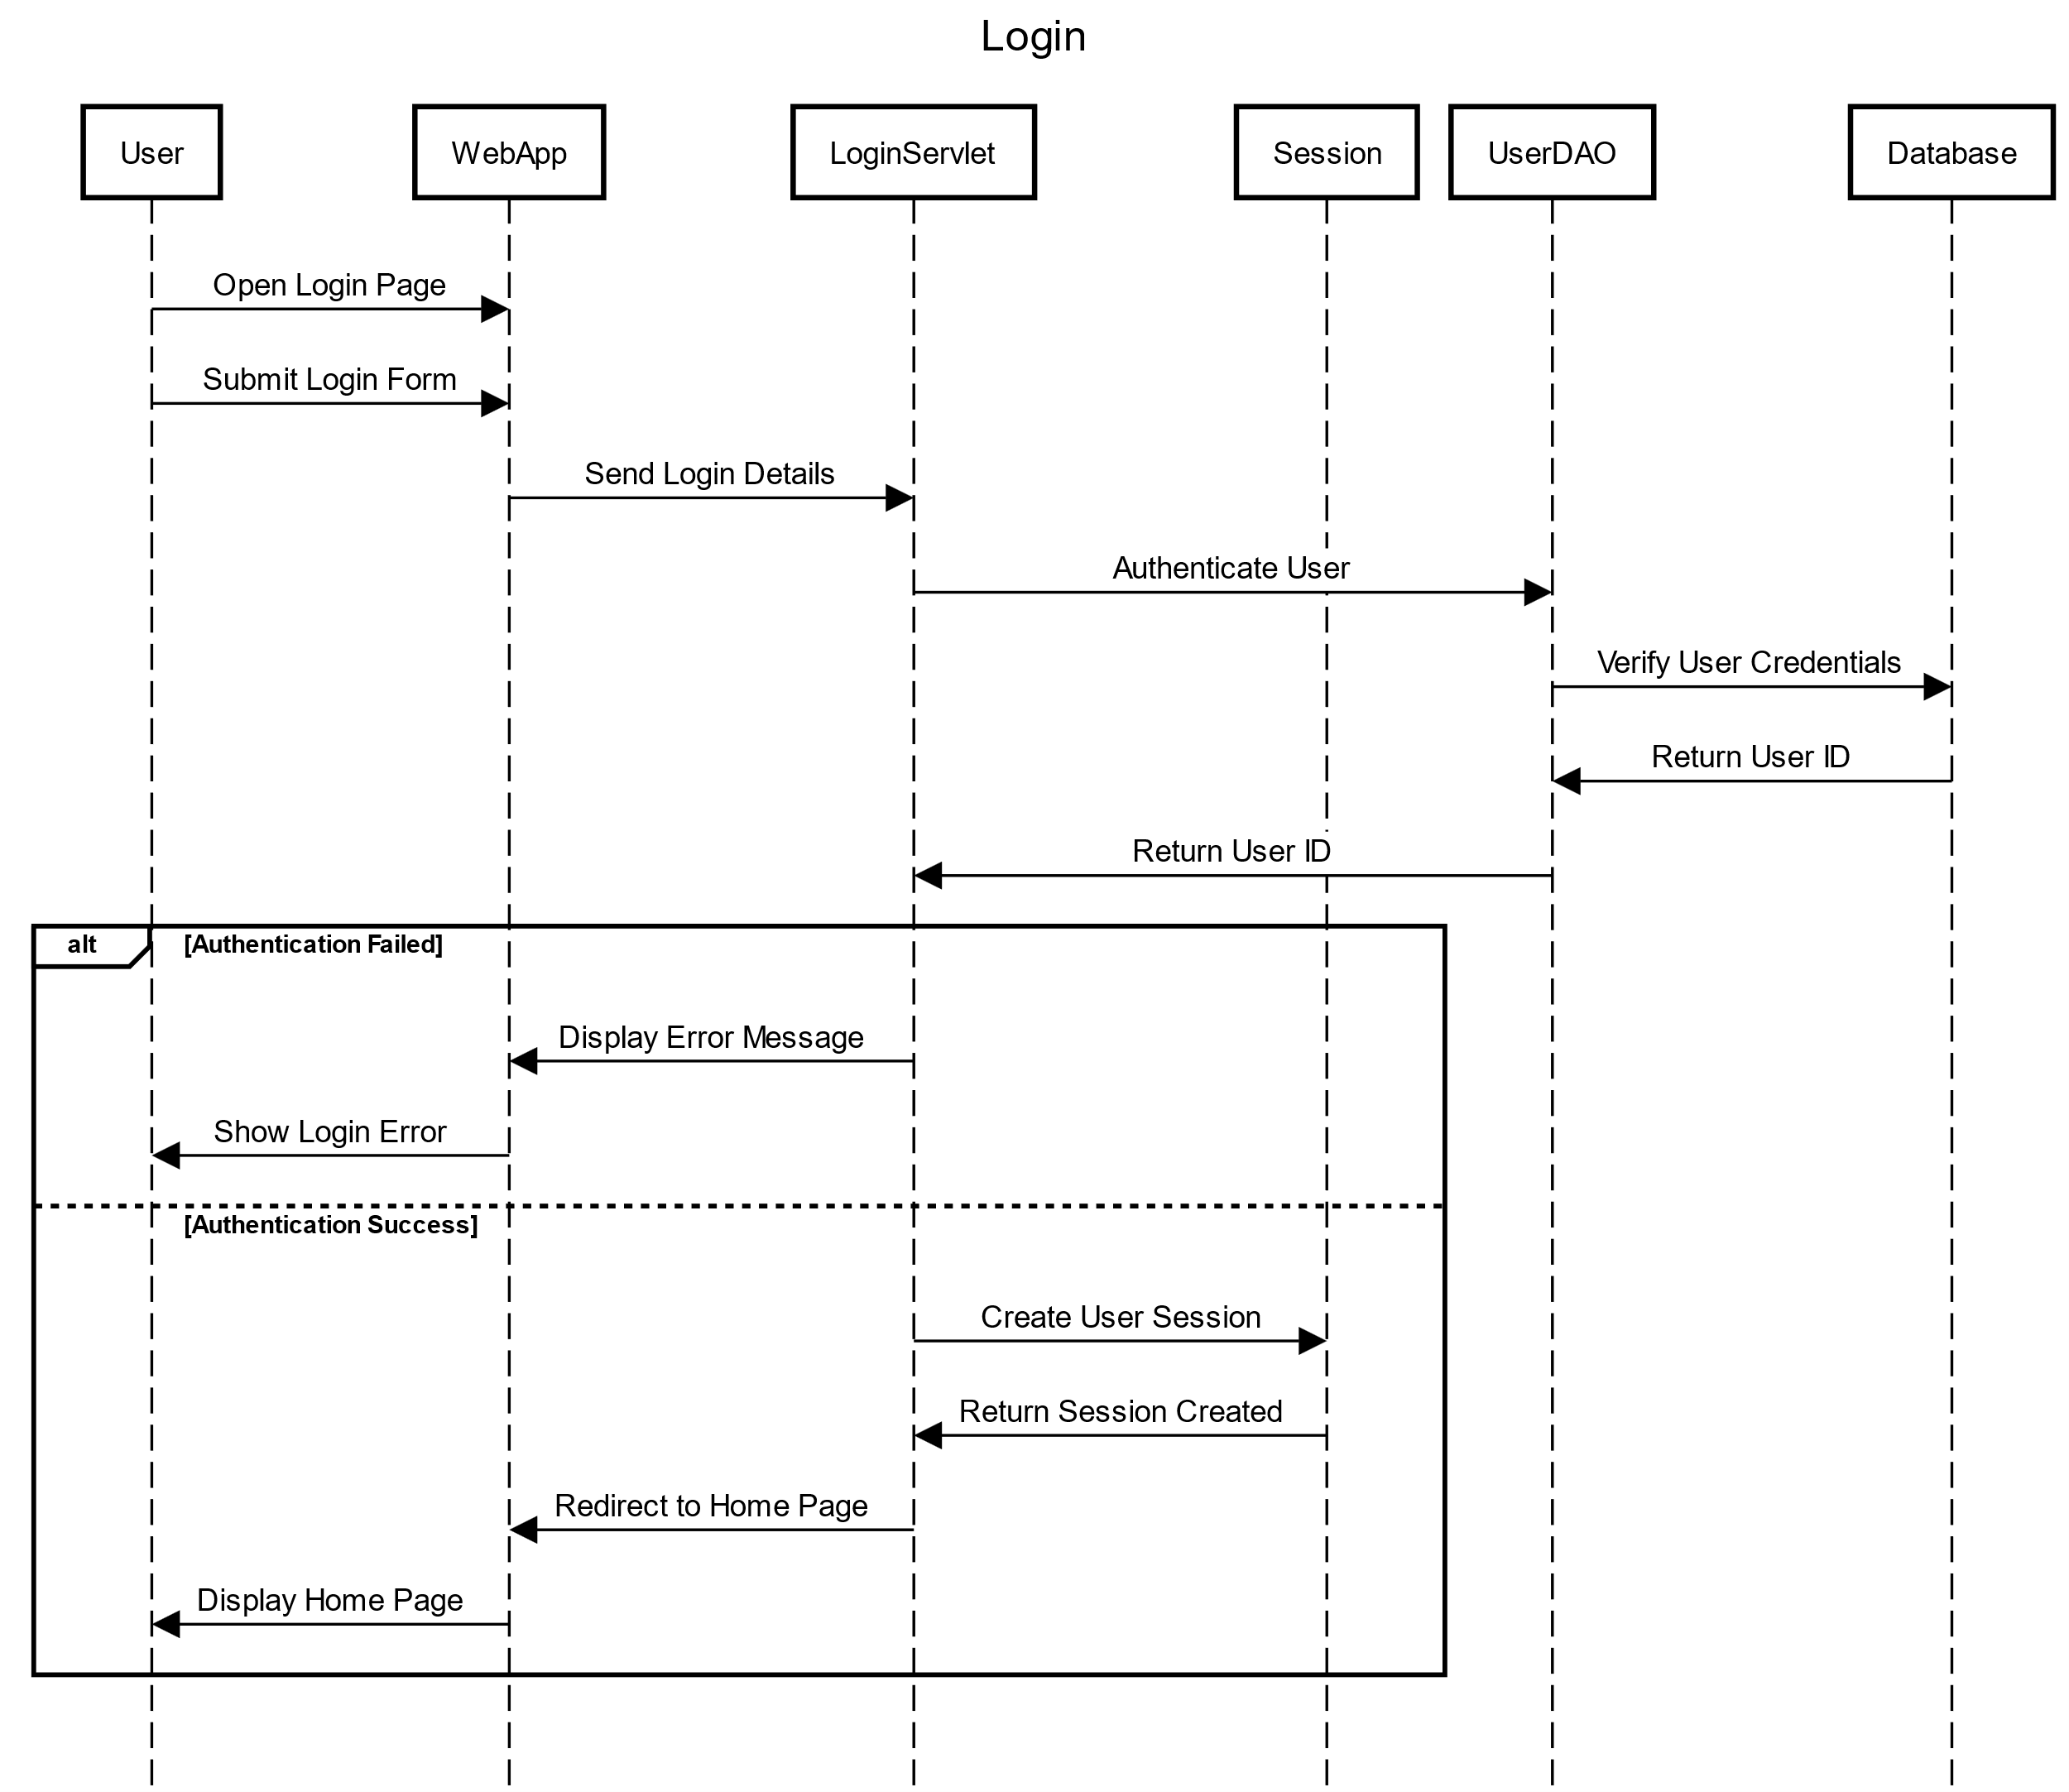 Login
User
WebApp
LoginServlet
Session
UserDAO
Database
Open Login Page
Submit Login Form
Send Login Details
Authenticate User
Verify User Credentials
Return User ID
Return User ID
alt
[Authentication Failed]
Display Error Message
Show Login Error
[Authentication Success]
Create User Session
Return Session Created
Redirect to Home Page
Display Home Page